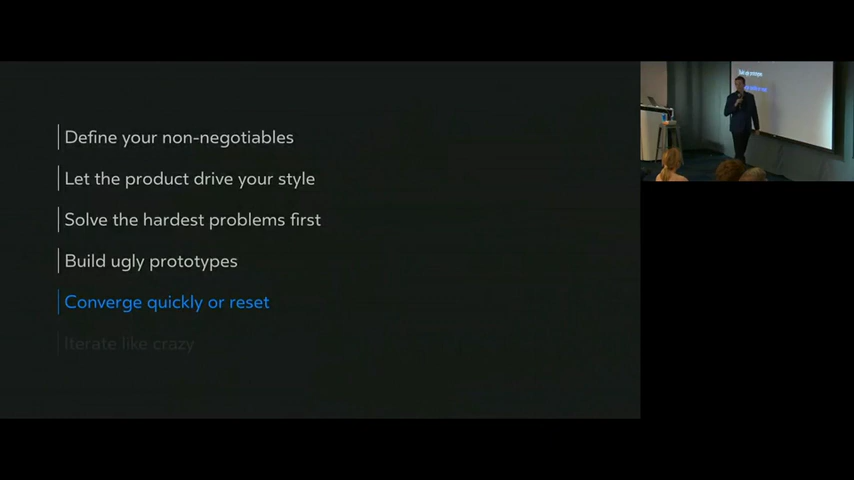 Define your non-negotiables
Let the product drive your style
Solve the hardest problems first
Build ugly prototypes
Converge quickly or reset
Iterate like crazy